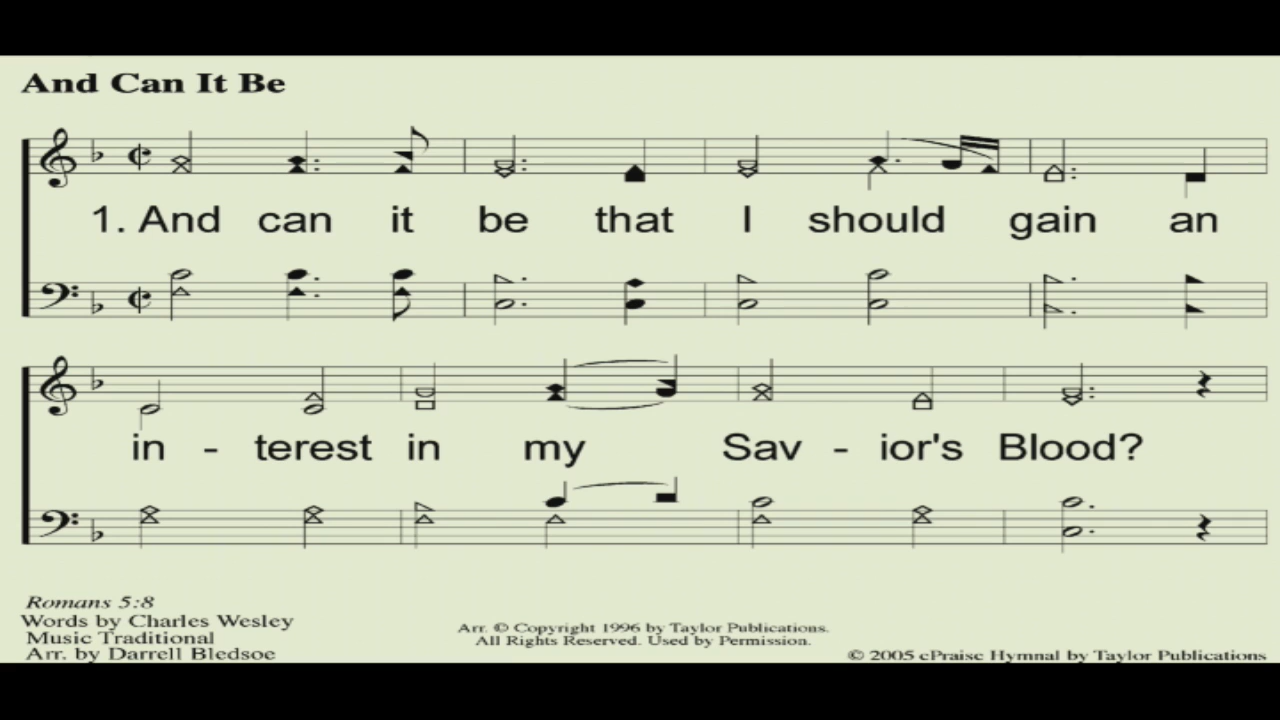 And Can It Be
1. And can it be that I should gain an
in - terest in my Sav - ior's Blood?
Romans 5:8
Words by Charles Wesley
Music Traditional
Arr. by Darrell Bledsoe
Arr. © Copyright 1996 by Taylor Publications.
All Rights Reserved. Used by Permission.
© 2005 ePraise Hymnal by Taylor Publications